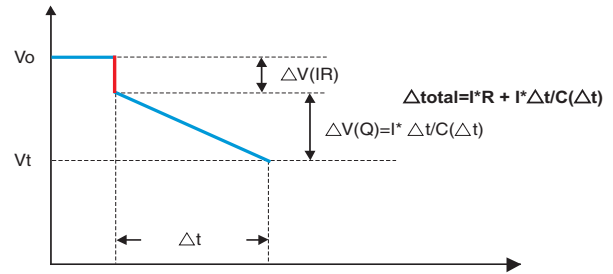 Vo
△V(IR)
△total=I*R + I*△t/C(△t)
△V(Q)=I* △t/C(△t)
Vt
△t